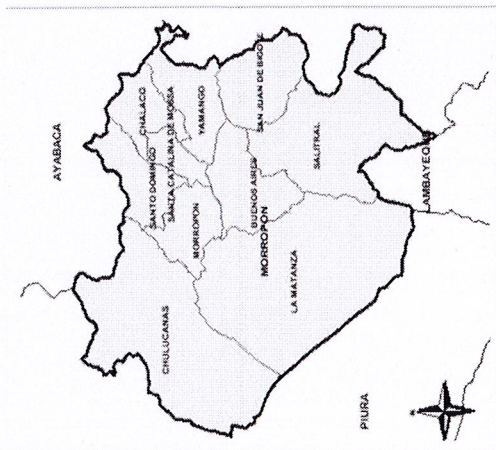 AYABACA
CHALACO
SANTO DOMINGO
SANTA CATALINA DE MOSSA
YAMANGO
SAN JUAN DE BIGOTE
CHULUCANAS
MORROPON
BUENOS AIRES
MORROPON
SALITRAL
LA MATANZA
LAMBAYEQUE
PIURA